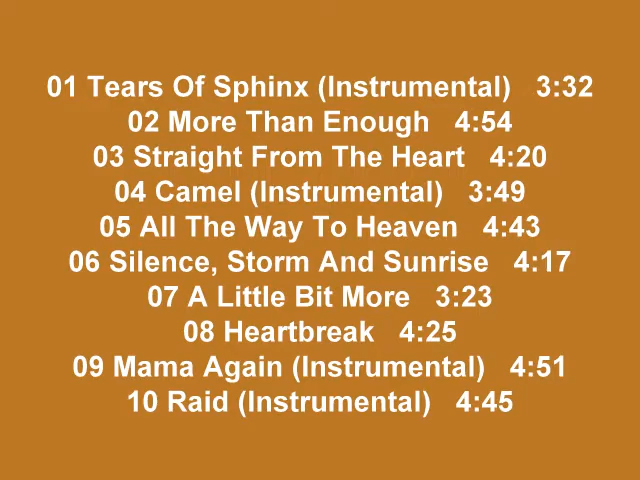 01 Tears Of Sphinx (Instrumental) 3:32
02 More Than Enough 4:54
03 Straight From The Heart 4:20
04 Camel (Instrumental) 3:49
05 All The Way To Heaven 4:43
06 Silence, Storm And Sunrise 4:17
07 A Little Bit More 3:23
08 Heartbreak 4:25
09 Mama Again (Instrumental) 4:51
10 Raid (Instrumental) 4:45